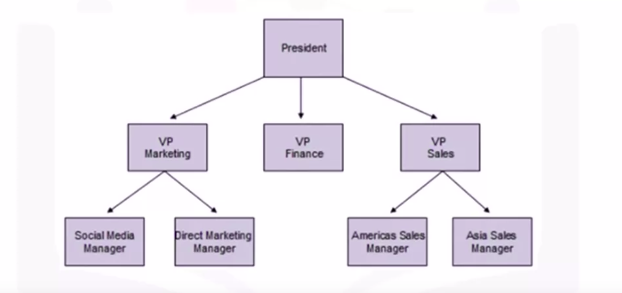 President
VP
Marketing
VP
Finance
VP
Sales
Social Media
Manager
Direct Marketing
Manager
Americas Sales
Manager
Asia Sales
Manager